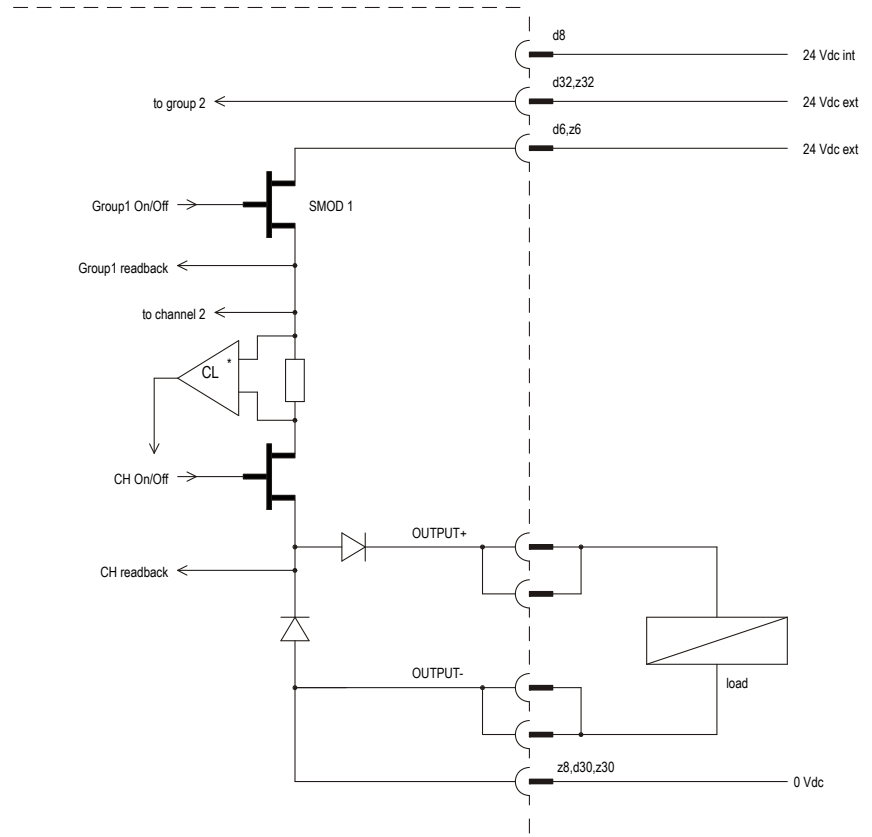 d8
24 Vdc int
d32,z32
to group 2
24 Vdc ext
d6,z6
24 Vdc ext
Group1 On/Off
SMOD 1
Group1 readback
to channel 2
CL
*
CH On/Off
OUTPUT+
CH readback
OUTPUT-
load
z8,d30,z30
0 Vdc